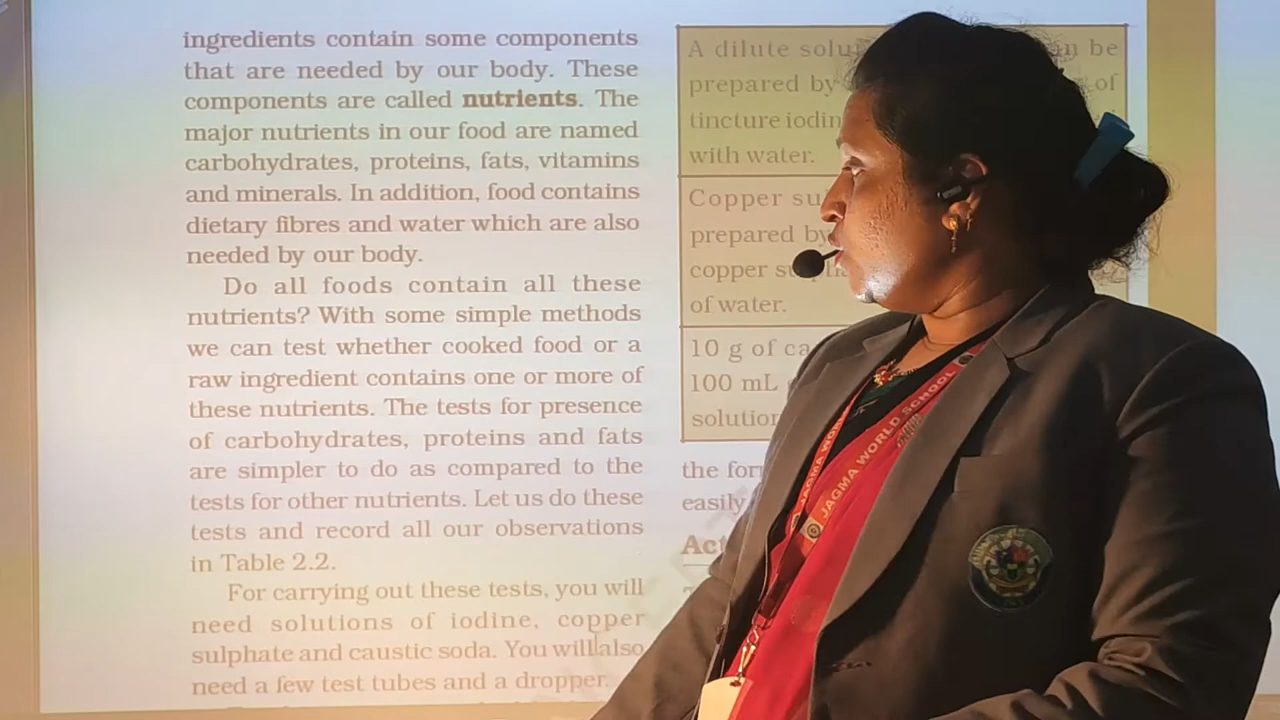 ingredients contain some components
that are needed by our body. These
components are called nutrients. The
major nutrients in our food are named
carbohydrates, proteins, fats, vitamins
and minerals. In addition, food contains
dietary fibres and water which are also
needed by our body.
Do all foods contain all these
nutrients? With some simple methods
we can test whether cooked food or a
raw ingredient contains one or more of
these nutrients. The tests for presence
of carbohydrates, proteins and fats
are simpler to do as compared to the
tests for other nutrients. Let us do these
tests and record all our observations
in Table 2.2.
For carrying out these tests, you will
need solutions of iodine, copper
sulphate and caustic soda. You will also
need a few test tubes and a dropper.
A dilute be
prepared by of
tincture
with water.
Copper
prepared by
copper
of water.
10 g of
100 mL
the
easily
JAGMA WORLD SCHOOL
JAGMA